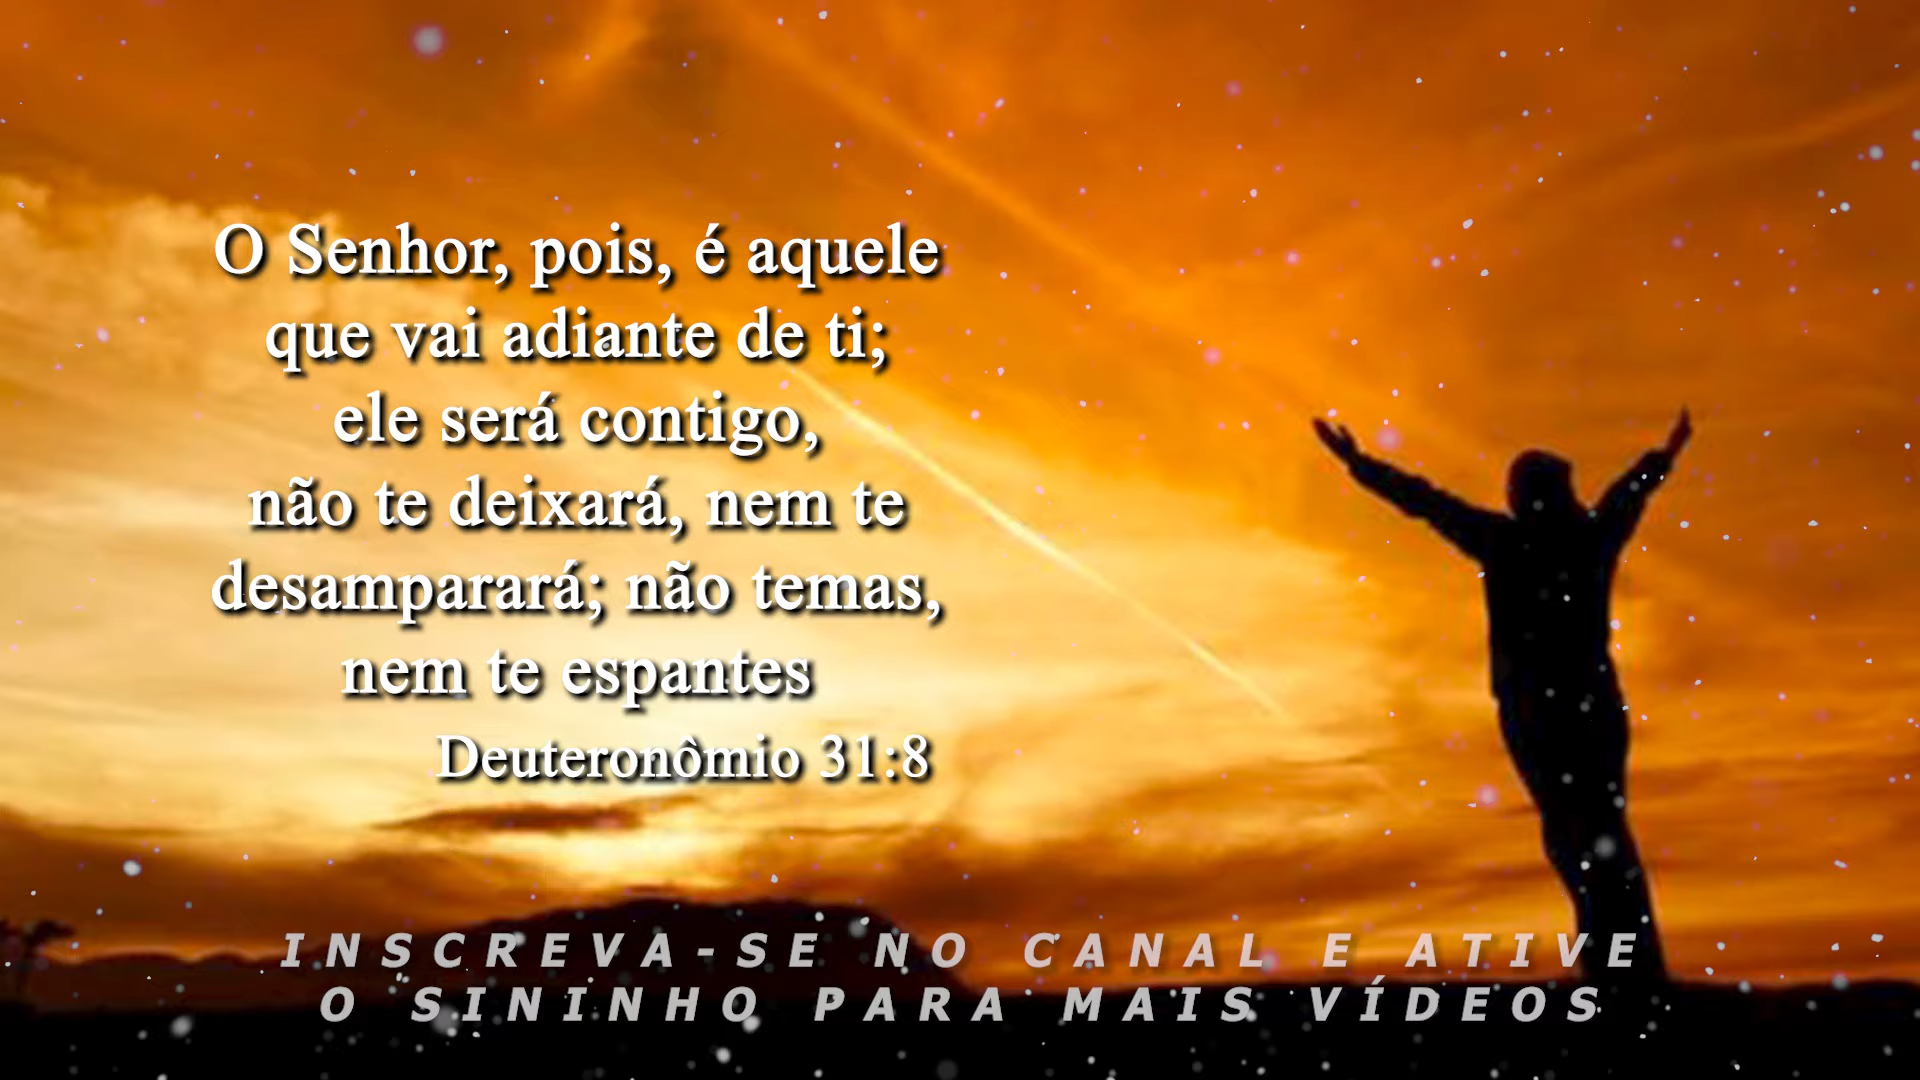 O Senhor, pois, é aquele
que vai adiante de ti;
ele será contigo,
não te deixará, nem te
desamparará; não temas,
nem te espantes
Deuteronômio 31:8
INSCREVA-SE NO CANAL E ATIVE
O SININHO PARA MAIS VÍDEOS